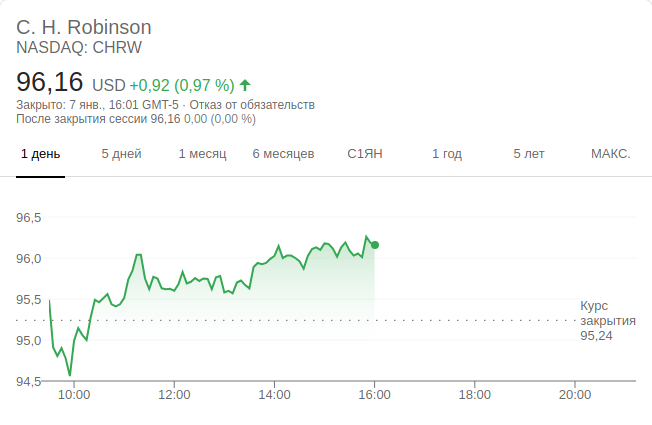 C. H. Robinson
NASDAQ: CHRW
96,16 USD +0,92 (0,97 %)
Закрыто: 7 янв., 16:01 GMT-5 · Отказ от обязательств
После закрытия сессии 96,16 0,00 (0,00 %)
1 день 5 дней 1 месяц 6 месяцев С1ЯН 1 год 5 лет МАКС.
96,5
96,0
95,5
Курс
закрытия
95,24
95,0
94,5
10:00 12:00 14:00 16:00 18:00 20:00